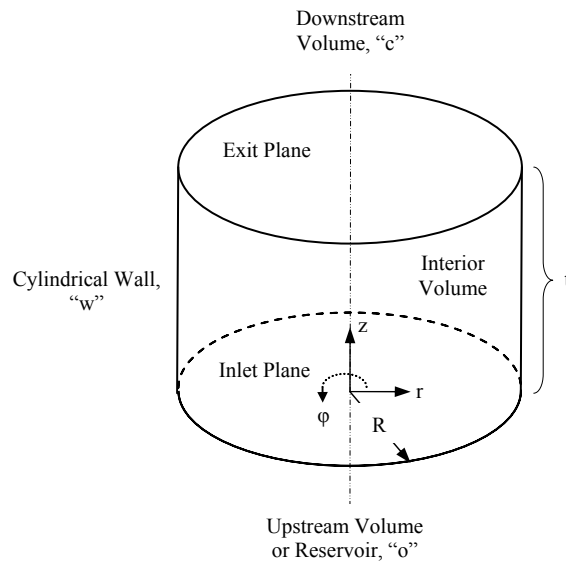 Downstream
Volume, “c”
Exit Plane
Interior
Volume
t
Cylindrical Wall,
“w”
z
Inlet Plane
r
φ
R
Upstream Volume
or Reservoir, “o”